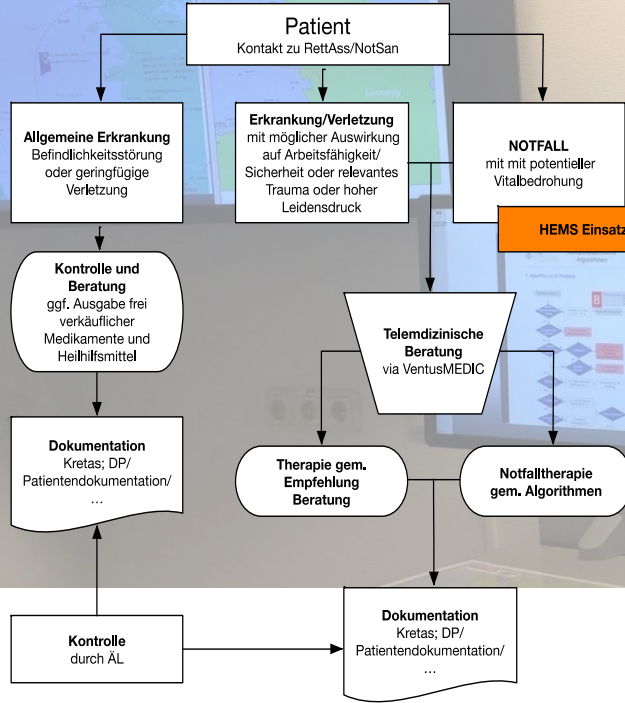 Patient
Kontakt zu RettAss/NotSan
Allgemeine Erkrankung
Befindlichkeitsstörung
oder geringfügige
Verletzung
Erkrankung/Verletzung
mit möglicher Auswirkung
auf Arbeitsfähigkeit/
Sicherheit oder relevantes
Trauma oder hoher
Leidensdruck
NOTFALL
mit mit potentieller
Vitalbedrohung
HEMS Einsatz
Kontrolle und
Beratung
ggf. Ausgabe frei
verkäuflicher
Medikamente und
Heilhilfsmittel
Telemdizinische
Beratung
via VentusMEDIC
Dokumentation
Kretas; DP/
Patientendokumentation/
...
Therapie gem.
Empfehlung
Beratung
Notfalltherapie
gem. Algorithmen
Kontrolle
durch ÄL
Dokumentation
Kretas; DP/
Patientendokumentation/
...